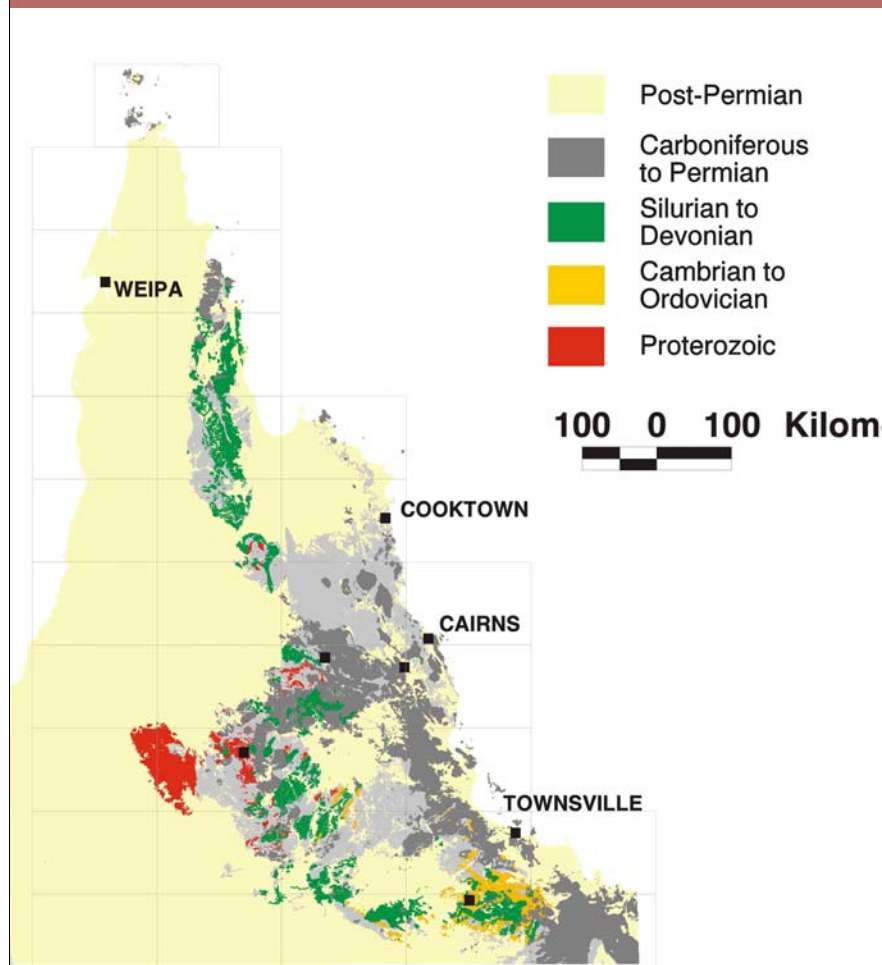 Post-Permian
Carboniferous
to Permian
Silurian to
Devonian
Cambrian to
Ordovician
Proterozoic
100 0 100 Kilom
WEIPA
COOKTOWN
CAIRNS
TOWNSVILLE